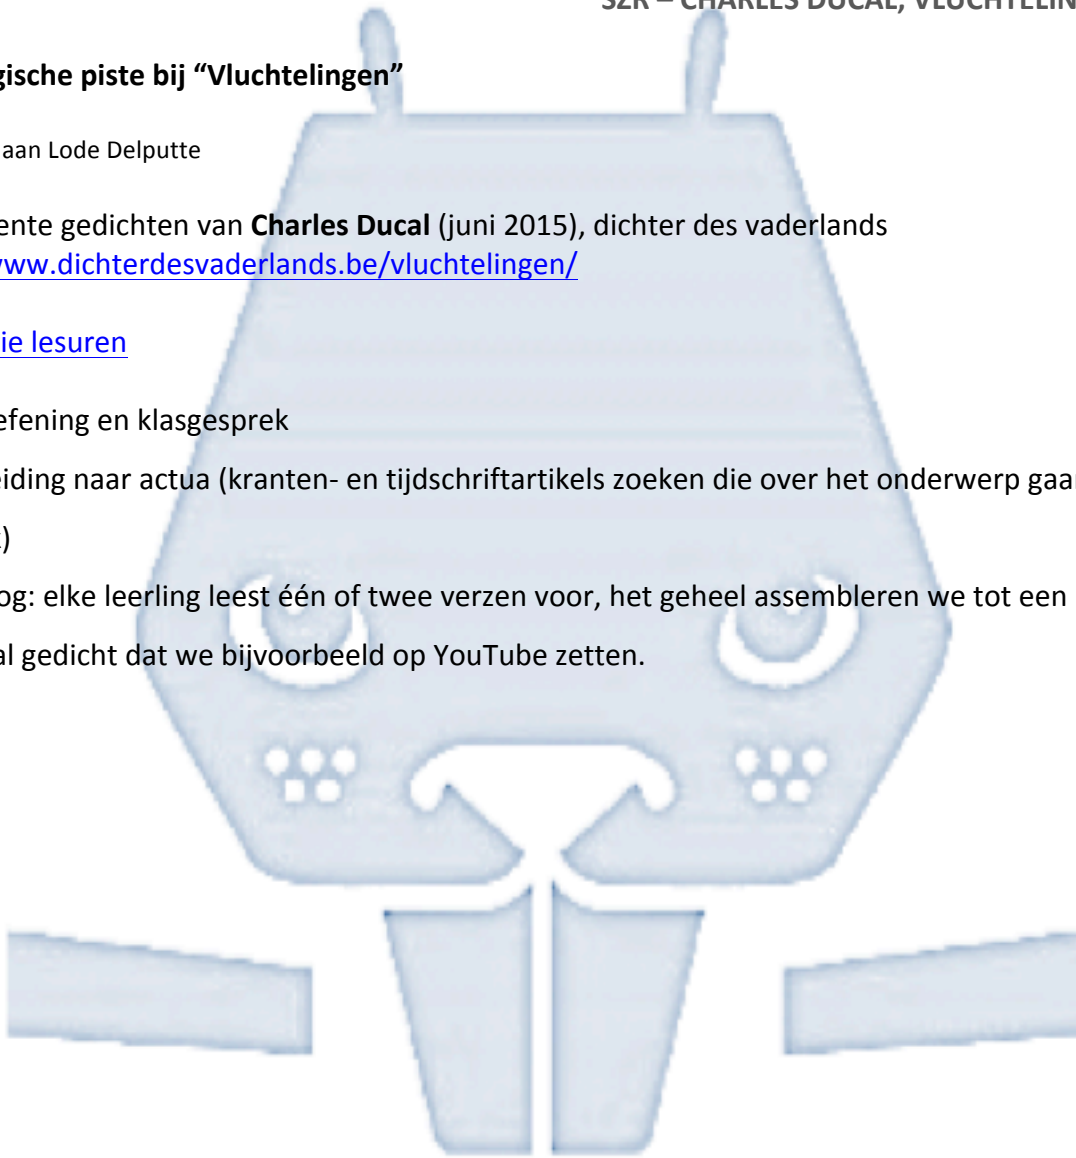 SZR – CHARLES DUCAL, VLUCHTELIN
gische piste bij “Vluchtelingen”
aan Lode Delputte
ente gedichten van Charles Ducal (juni 2015), dichter des vaderlands
www.dichterdesvaderlands.be/vluchtelingen/
ie lesuren
efening en klasgesprek
eiding naar actua (kranten- en tijdschriftartikels zoeken die over het onderwerp gaan
)
og: elke leerling leest één of twee verzen voor, het geheel assembleren we tot een
al gedicht dat we bijvoorbeeld op YouTube zetten.